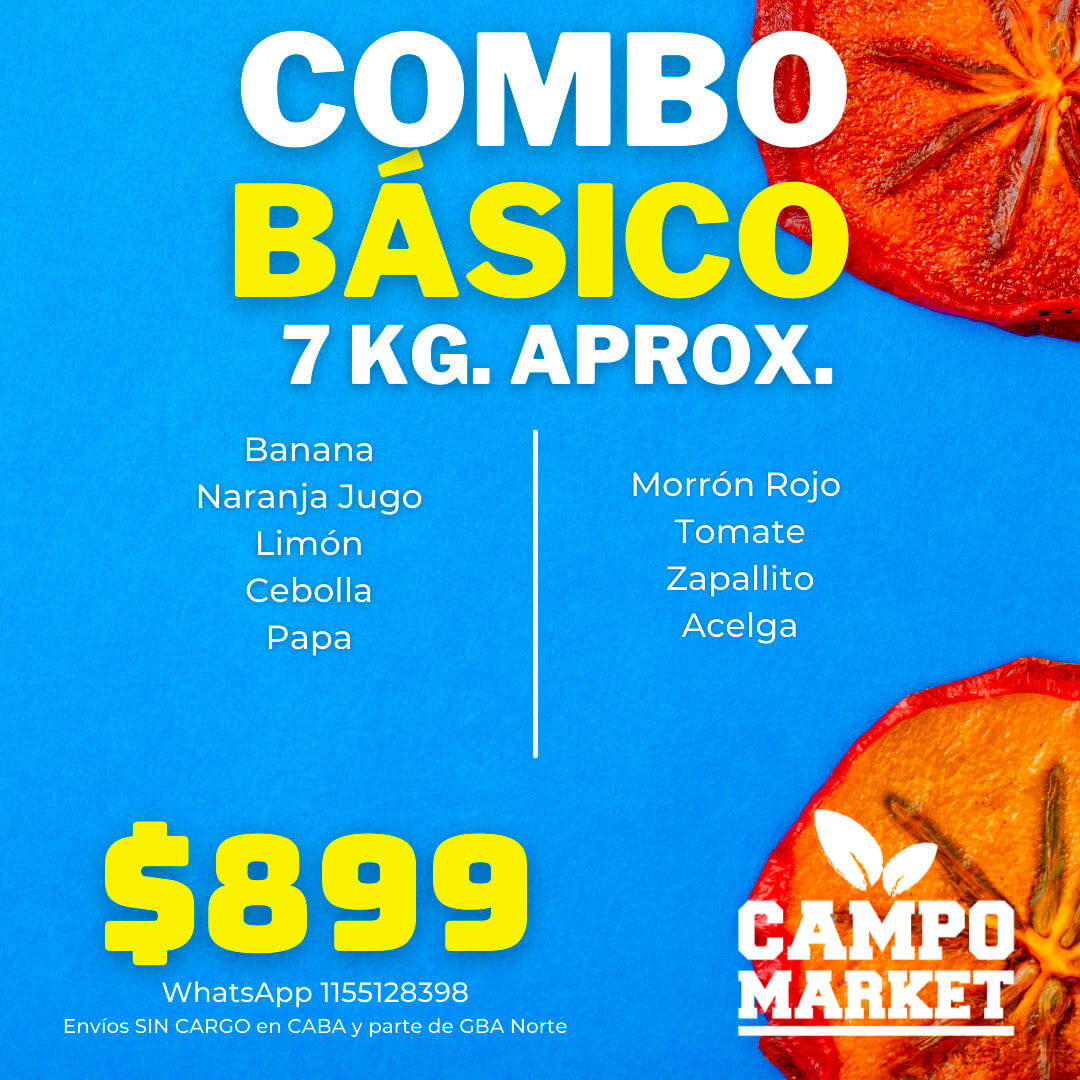 COMBO
BÁSICO
7 KG. APROX.
Banana
Naranja Jugo
Limón
Cebolla
Papa
Morrón Rojo
Tomate
Zapallito
Acelga
$899
WhatsApp 1155128398
Envíos SIN CARGO en CABA y parte de GBA Norte
CAMPO
MARKET